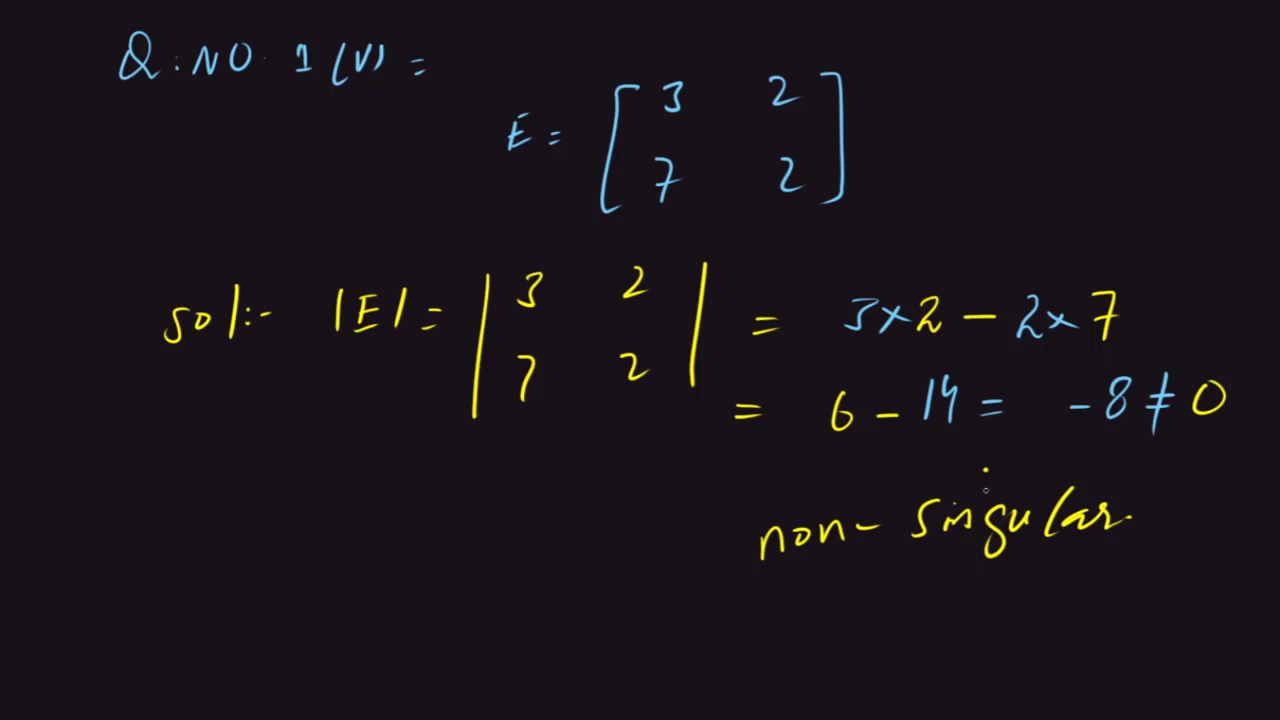 Q:NO. 1 (V) =
E = [ 3 2
7 2 ]
sol:- |E| = | 3 2 | = 3×2 - 2×7
7 2
= 6 - 14 = -8 ≠ 0
non-singular.